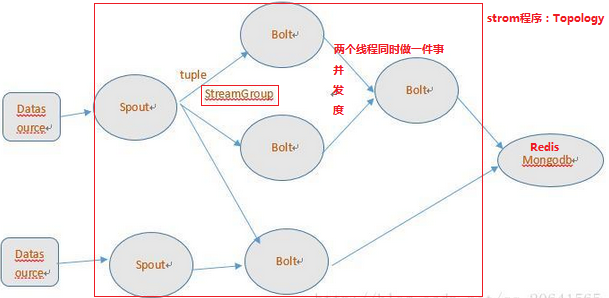 strom程序：Topology
Bolt
两个线程同时做一件事
tuple
并
StreamGroup
发
度
Bolt
Datas
ource
Spout
Bolt
Redis
Mongodb
Datas
ource
Spout
Bolt